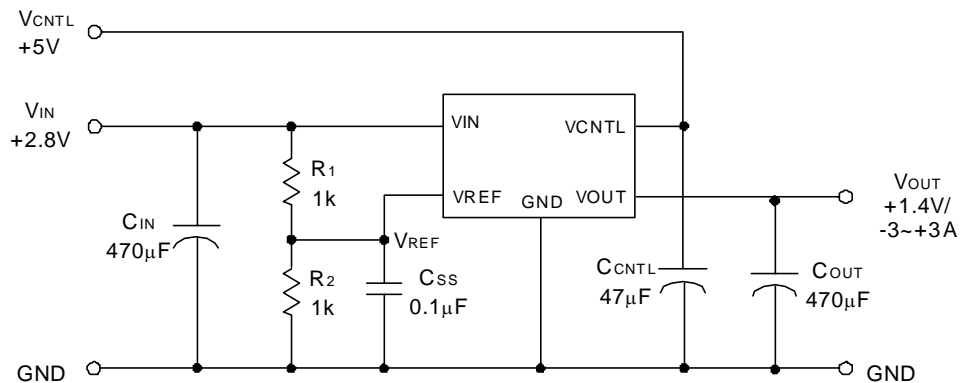 VCNTL
+5V
VIN
+2.8V
VIN
VCNTL
R1
1k
VREF
GND
VOUT
VOUT
+1.4V/
-3~+3A
CIN
470μF
VREF
R2
1k
CSS
0.1μF
CCNTL
47μF
COUT
470μF
GND
GND